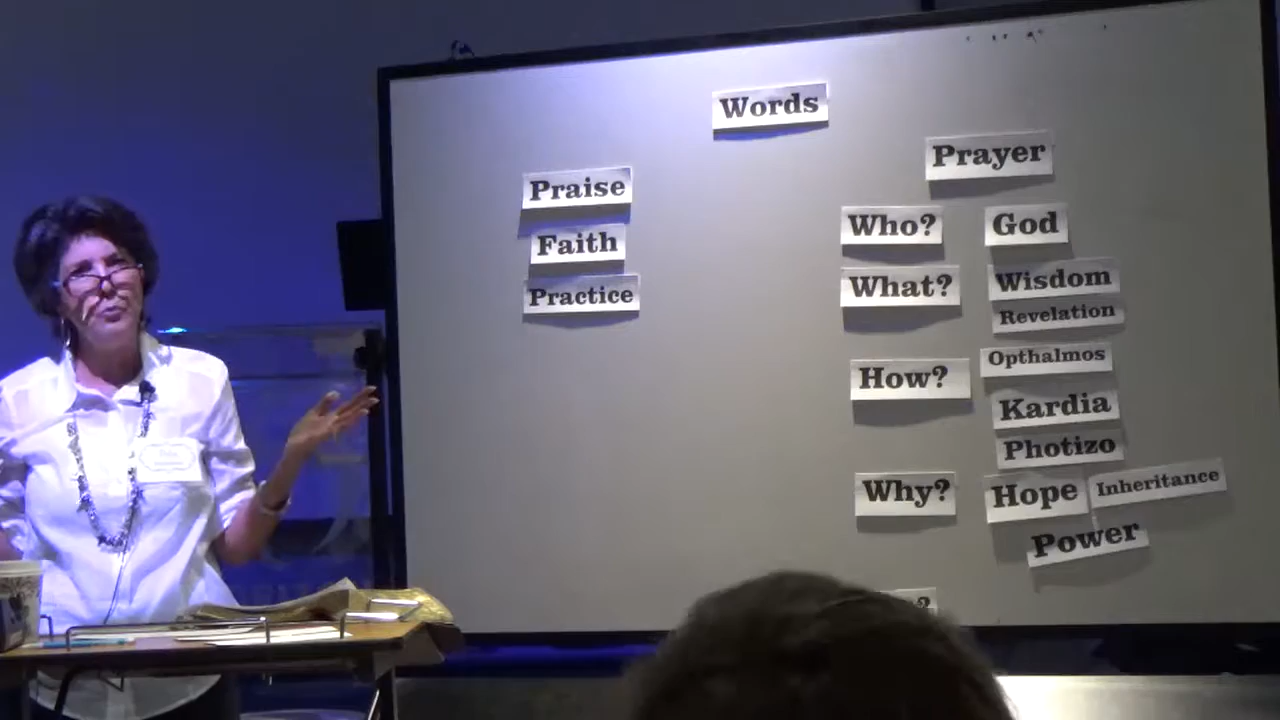 Words
Praise
Faith
Practice
Prayer
Who? God
What? Wisdom
Revelation
How? Opthalmos
Kardia
Photizo
Why? Hope Inheritance
Power
?